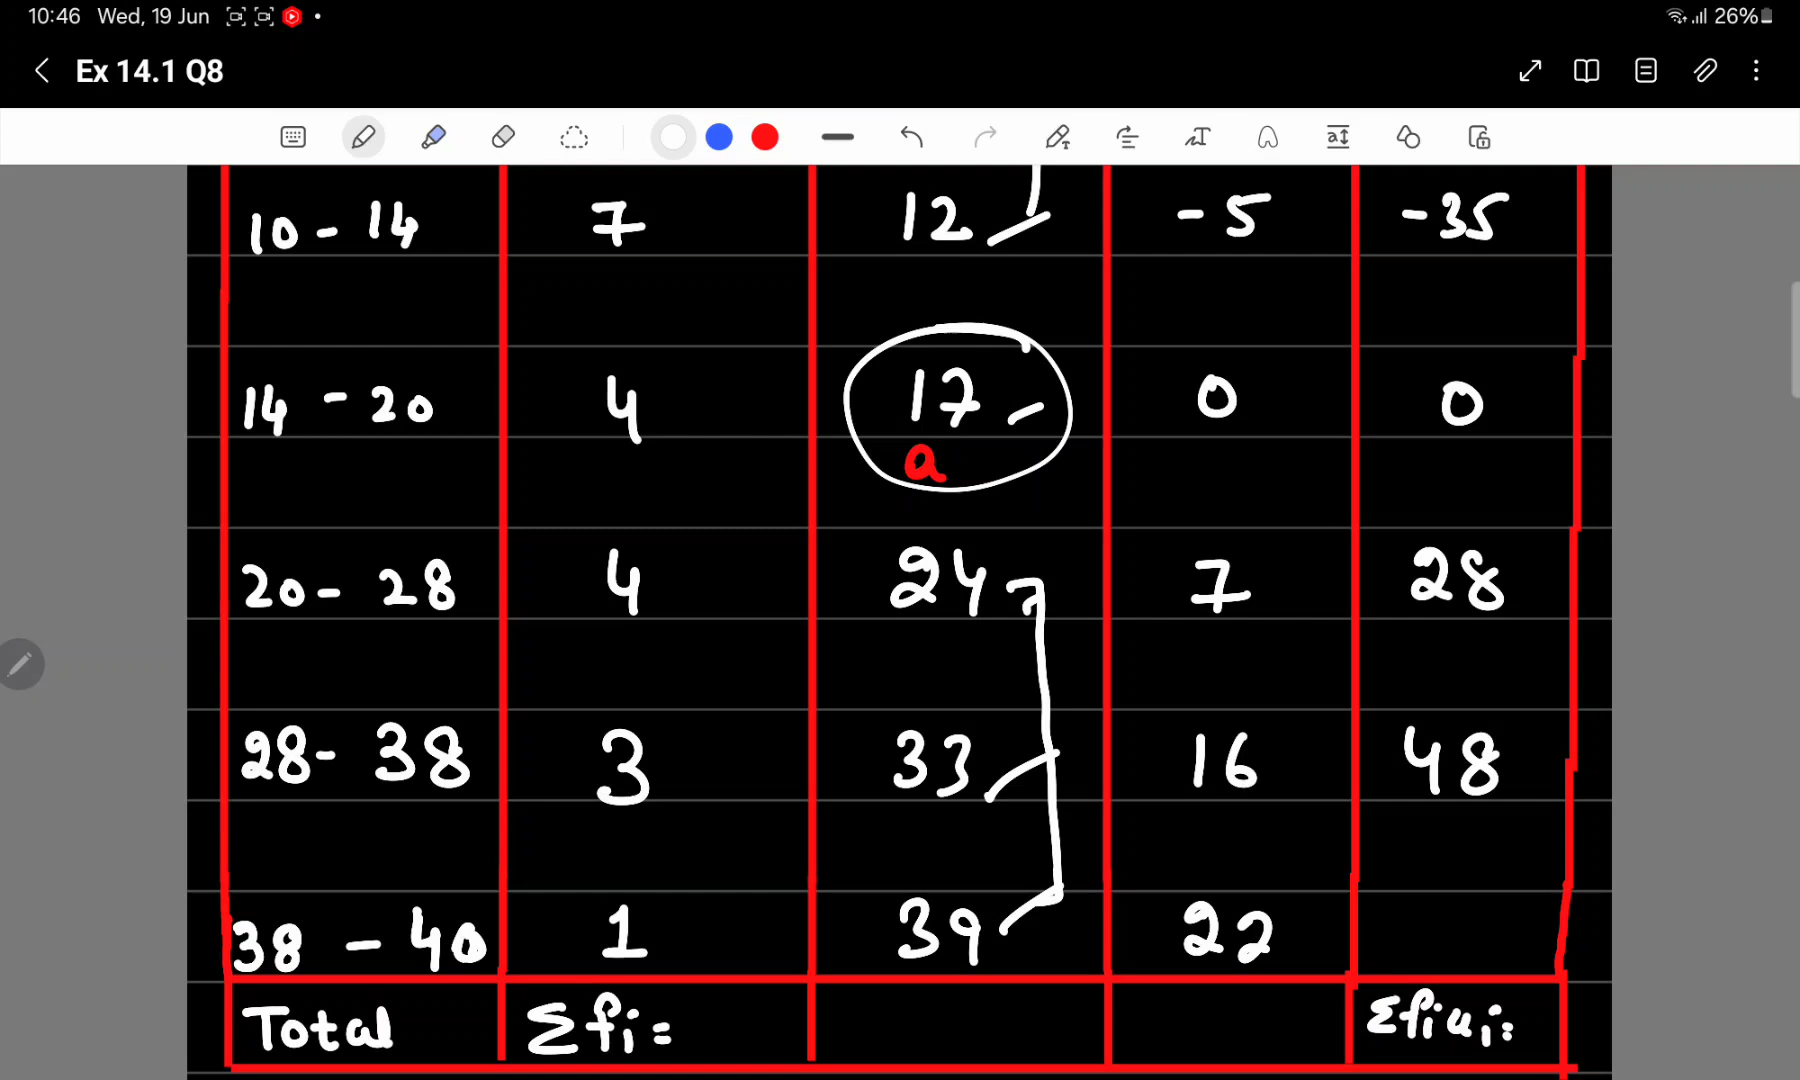 10:46 Wed, 19 Jun 26%
Ex 14.1 Q8
10 - 14 7 12 -5 -35
14 - 20 4 17 0 0
a
20 - 28 4 24 7 28
28 - 38 3 33 16 48
38 - 40 1 39 22
Total Σfi = Σfiui=